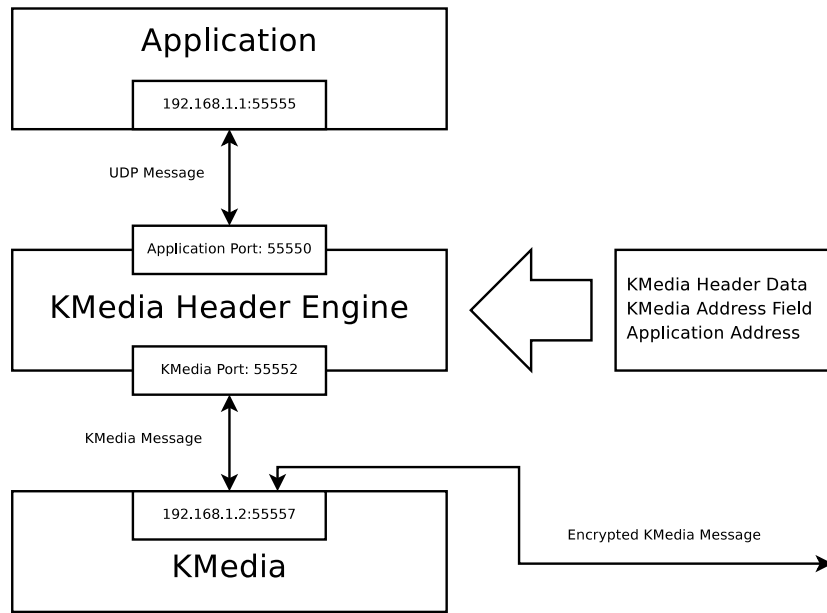 Application
192.168.1.1:55555
UDP Message
Application Port: 55550
KMedia Header Engine
KMedia Port: 55552
KMedia Header Data
KMedia Address Field
Application Address
KMedia Message
192.168.1.2:55557
KMedia
Encrypted KMedia Message